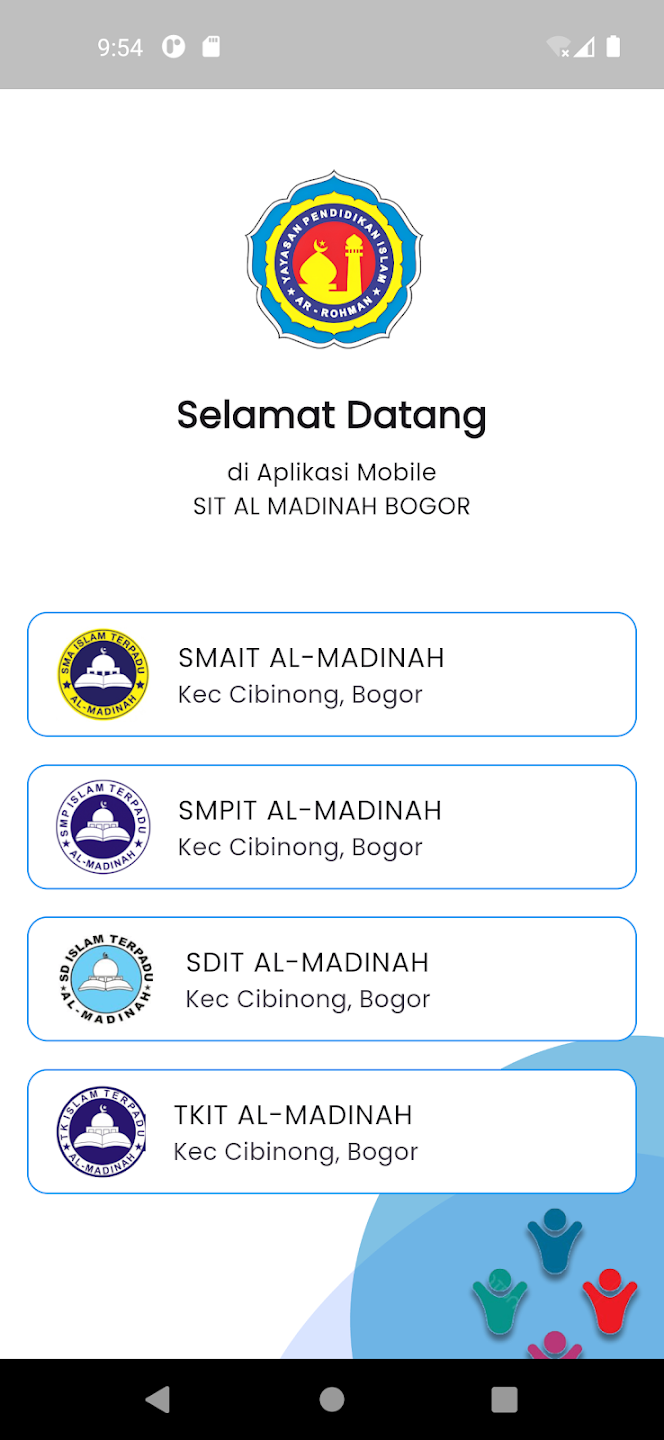 9:54
YAYASAN PENDIDIKAN ISLAM
AR - ROHMAN
Selamat Datang
di Aplikasi Mobile
SIT AL MADINAH BOGOR
SMA ISLAM TERPADU
AL-MADINAH
SMAIT AL-MADINAH
Kec Cibinong, Bogor
SMP ISLAM TERPADU
AL-MADINAH
SMPIT AL-MADINAH
Kec Cibinong, Bogor
SD ISLAM TERPADU
AL-MADINAH
SDIT AL-MADINAH
Kec Cibinong, Bogor
TK ISLAM TERPADU
AL-MADINAH
TKIT AL-MADINAH
Kec Cibinong, Bogor